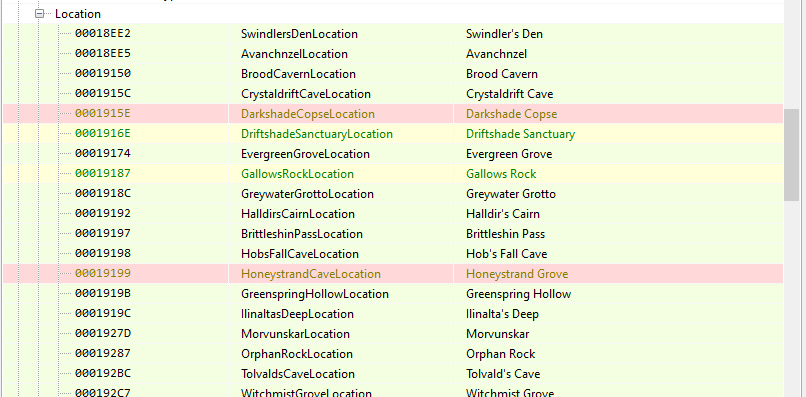 Location
00018EE2 SwindlersDenLocation Swindler's Den
00018EE5 AvanchnzelLocation Avanchnzel
00019150 BroodCavernLocation Brood Cavern
0001915C CrystaldriftCaveLocation Crystaldrift Cave
0001915E DarkshadeCopseLocation Darkshade Copse
0001916E DriftshadeSanctuaryLocation Driftshade Sanctuary
00019174 EvergreenGroveLocation Evergreen Grove
00019187 GallowsRockLocation Gallows Rock
0001918C GreywaterGrottoLocation Greywater Grotto
00019192 HalldirsCairnLocation Halldir's Cairn
00019197 BrittleshinPassLocation Brittleshin Pass
00019198 HobsFallCaveLocation Hob's Fall Cave
00019199 HoneystrandCaveLocation Honeystrand Grove
0001919B GreenspringHollowLocation Greenspring Hollow
0001919C IlinaltasDeepLocation Ilinalta's Deep
0001927D MorvunskarLocation Morvunskar
00019287 OrphanRockLocation Orphan Rock
000192BC TolvaldsCaveLocation Tolvald's Cave
000192C7 WitchmistGroveLocation Witchmist Grove